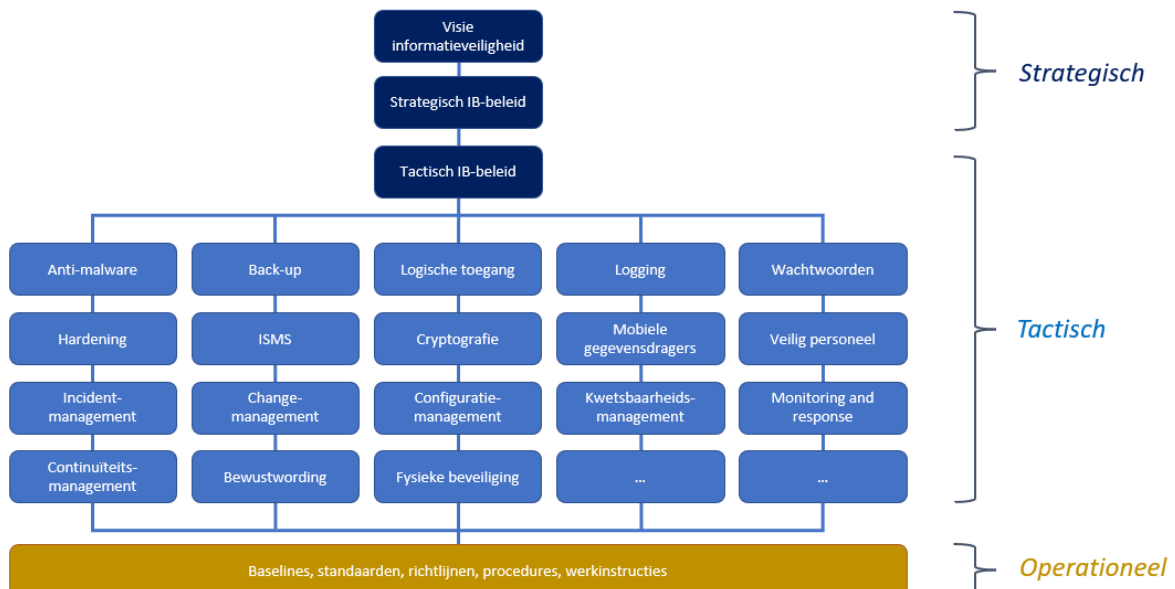 Visie
informatieveiligheid
Strategisch
Strategisch IB-beleid
Tactisch IB-beleid
Anti-malware
Back-up
Logische toegang
Logging
Wachtwoorden
Hardening
ISMS
Cryptografie
Mobiele
gegevensdragers
Veilig personeel
Tactisch
Incident-
management
Change-
management
Configuratie-
management
Kwetsbaarheids-
management
Monitoring and
response
Continuïteits-
management
Bewustwording
Fysieke beveiliging
...
...
Baselines, standaarden, richtlijnen, procedures, werkinstructies
Operationeel